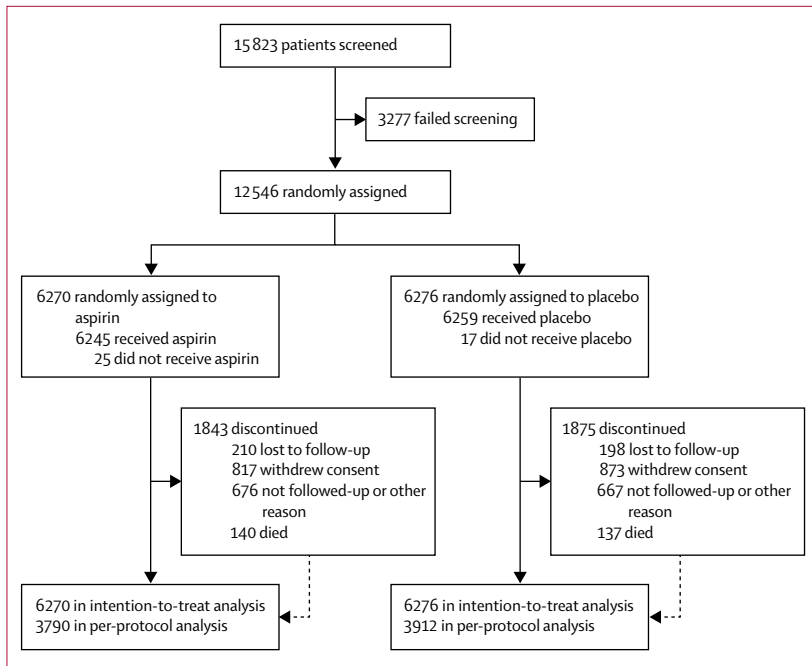 15 823 patients screened
3277 failed screening
12 546 randomly assigned
6270 randomly assigned to
aspirin
6245 received aspirin
25 did not receive aspirin
6276 randomly assigned to placebo
6259 received placebo
17 did not receive placebo
1843 discontinued
210 lost to follow-up
817 withdrew consent
676 not followed-up or other
reason
140 died
1875 discontinued
198 lost to follow-up
873 withdrew consent
667 not followed-up or other
reason
137 died
6270 in intention-to-treat analysis
3790 in per-protocol analysis
6276 in intention-to-treat analysis
3912 in per-protocol analysis